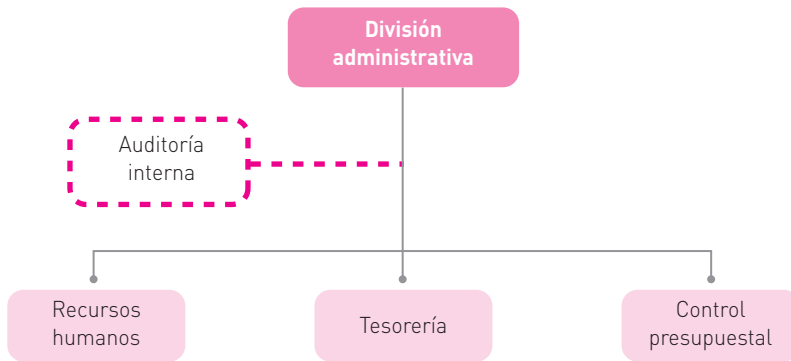 División
administrativa
Auditoría
interna
Recursos
humanos
Tesorería
Control
presupuestal